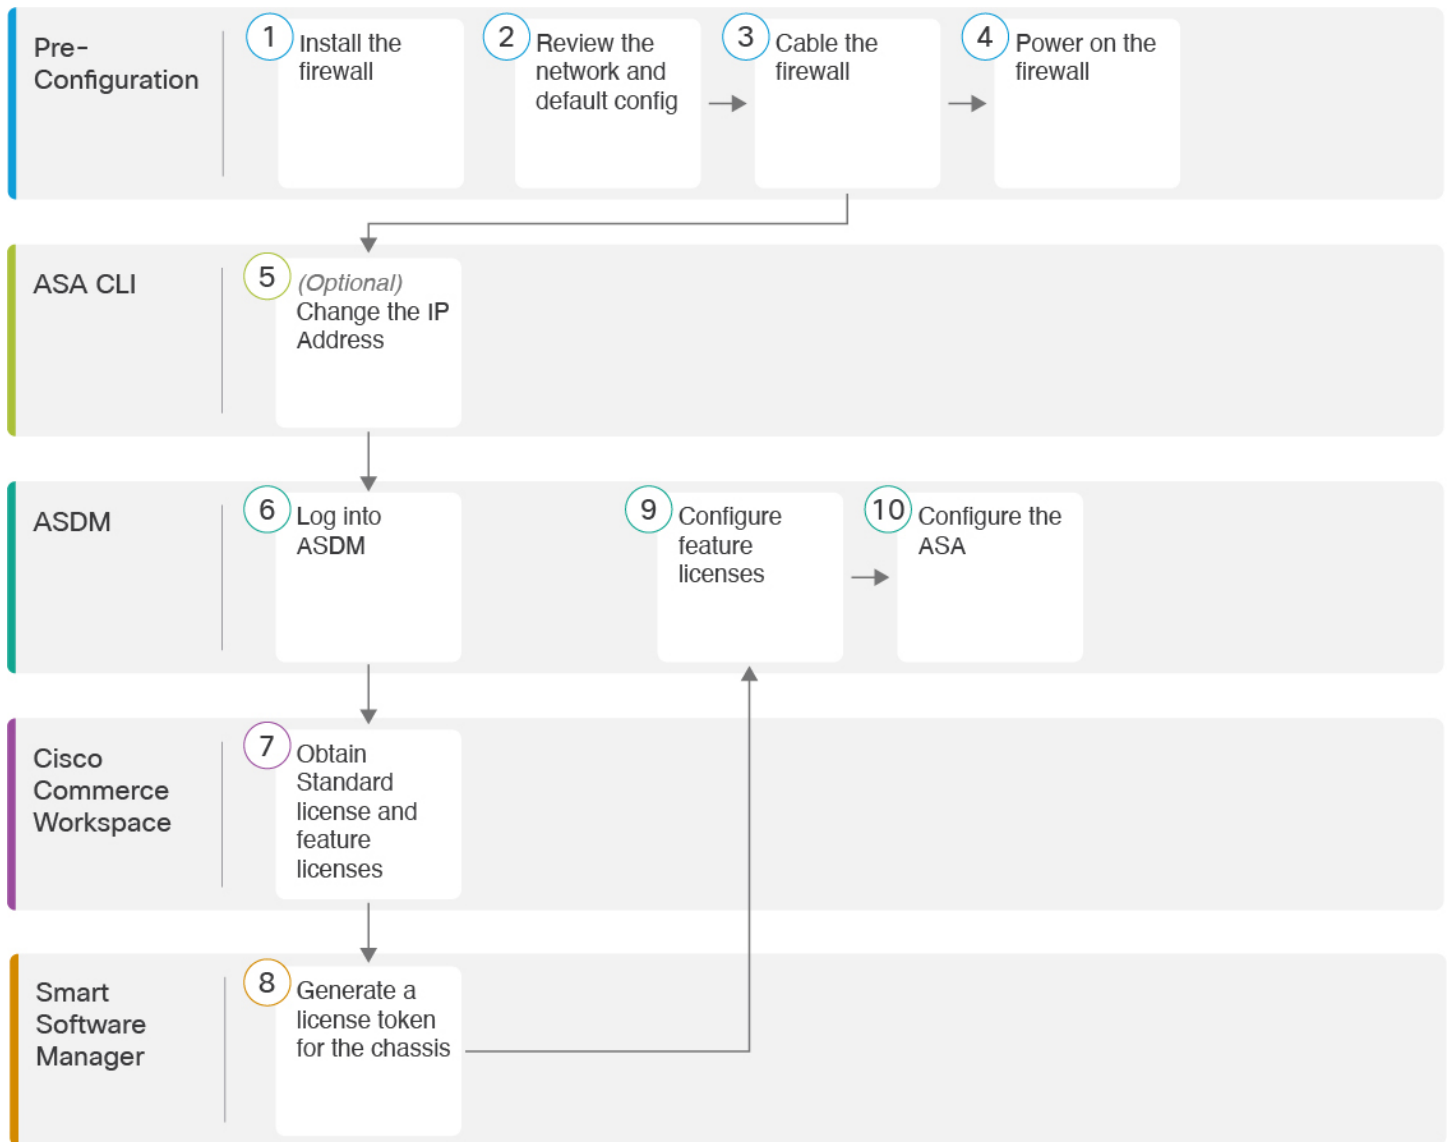 Pre-
Configuration
1
Install the
firewall
2
Review the
network and
default config
3
Cable the
firewall
4
Power on the
firewall
ASA CLI
5
(Optional)
Change the IP
Address
ASDM
6
Log into
ASDM
9
Configure
feature
licenses
10
Configure the
ASA
Cisco
Commerce
Workspace
7
Obtain
Standard
license and
feature
licenses
Smart
Software
Manager
8
Generate a
license token
for the chassis